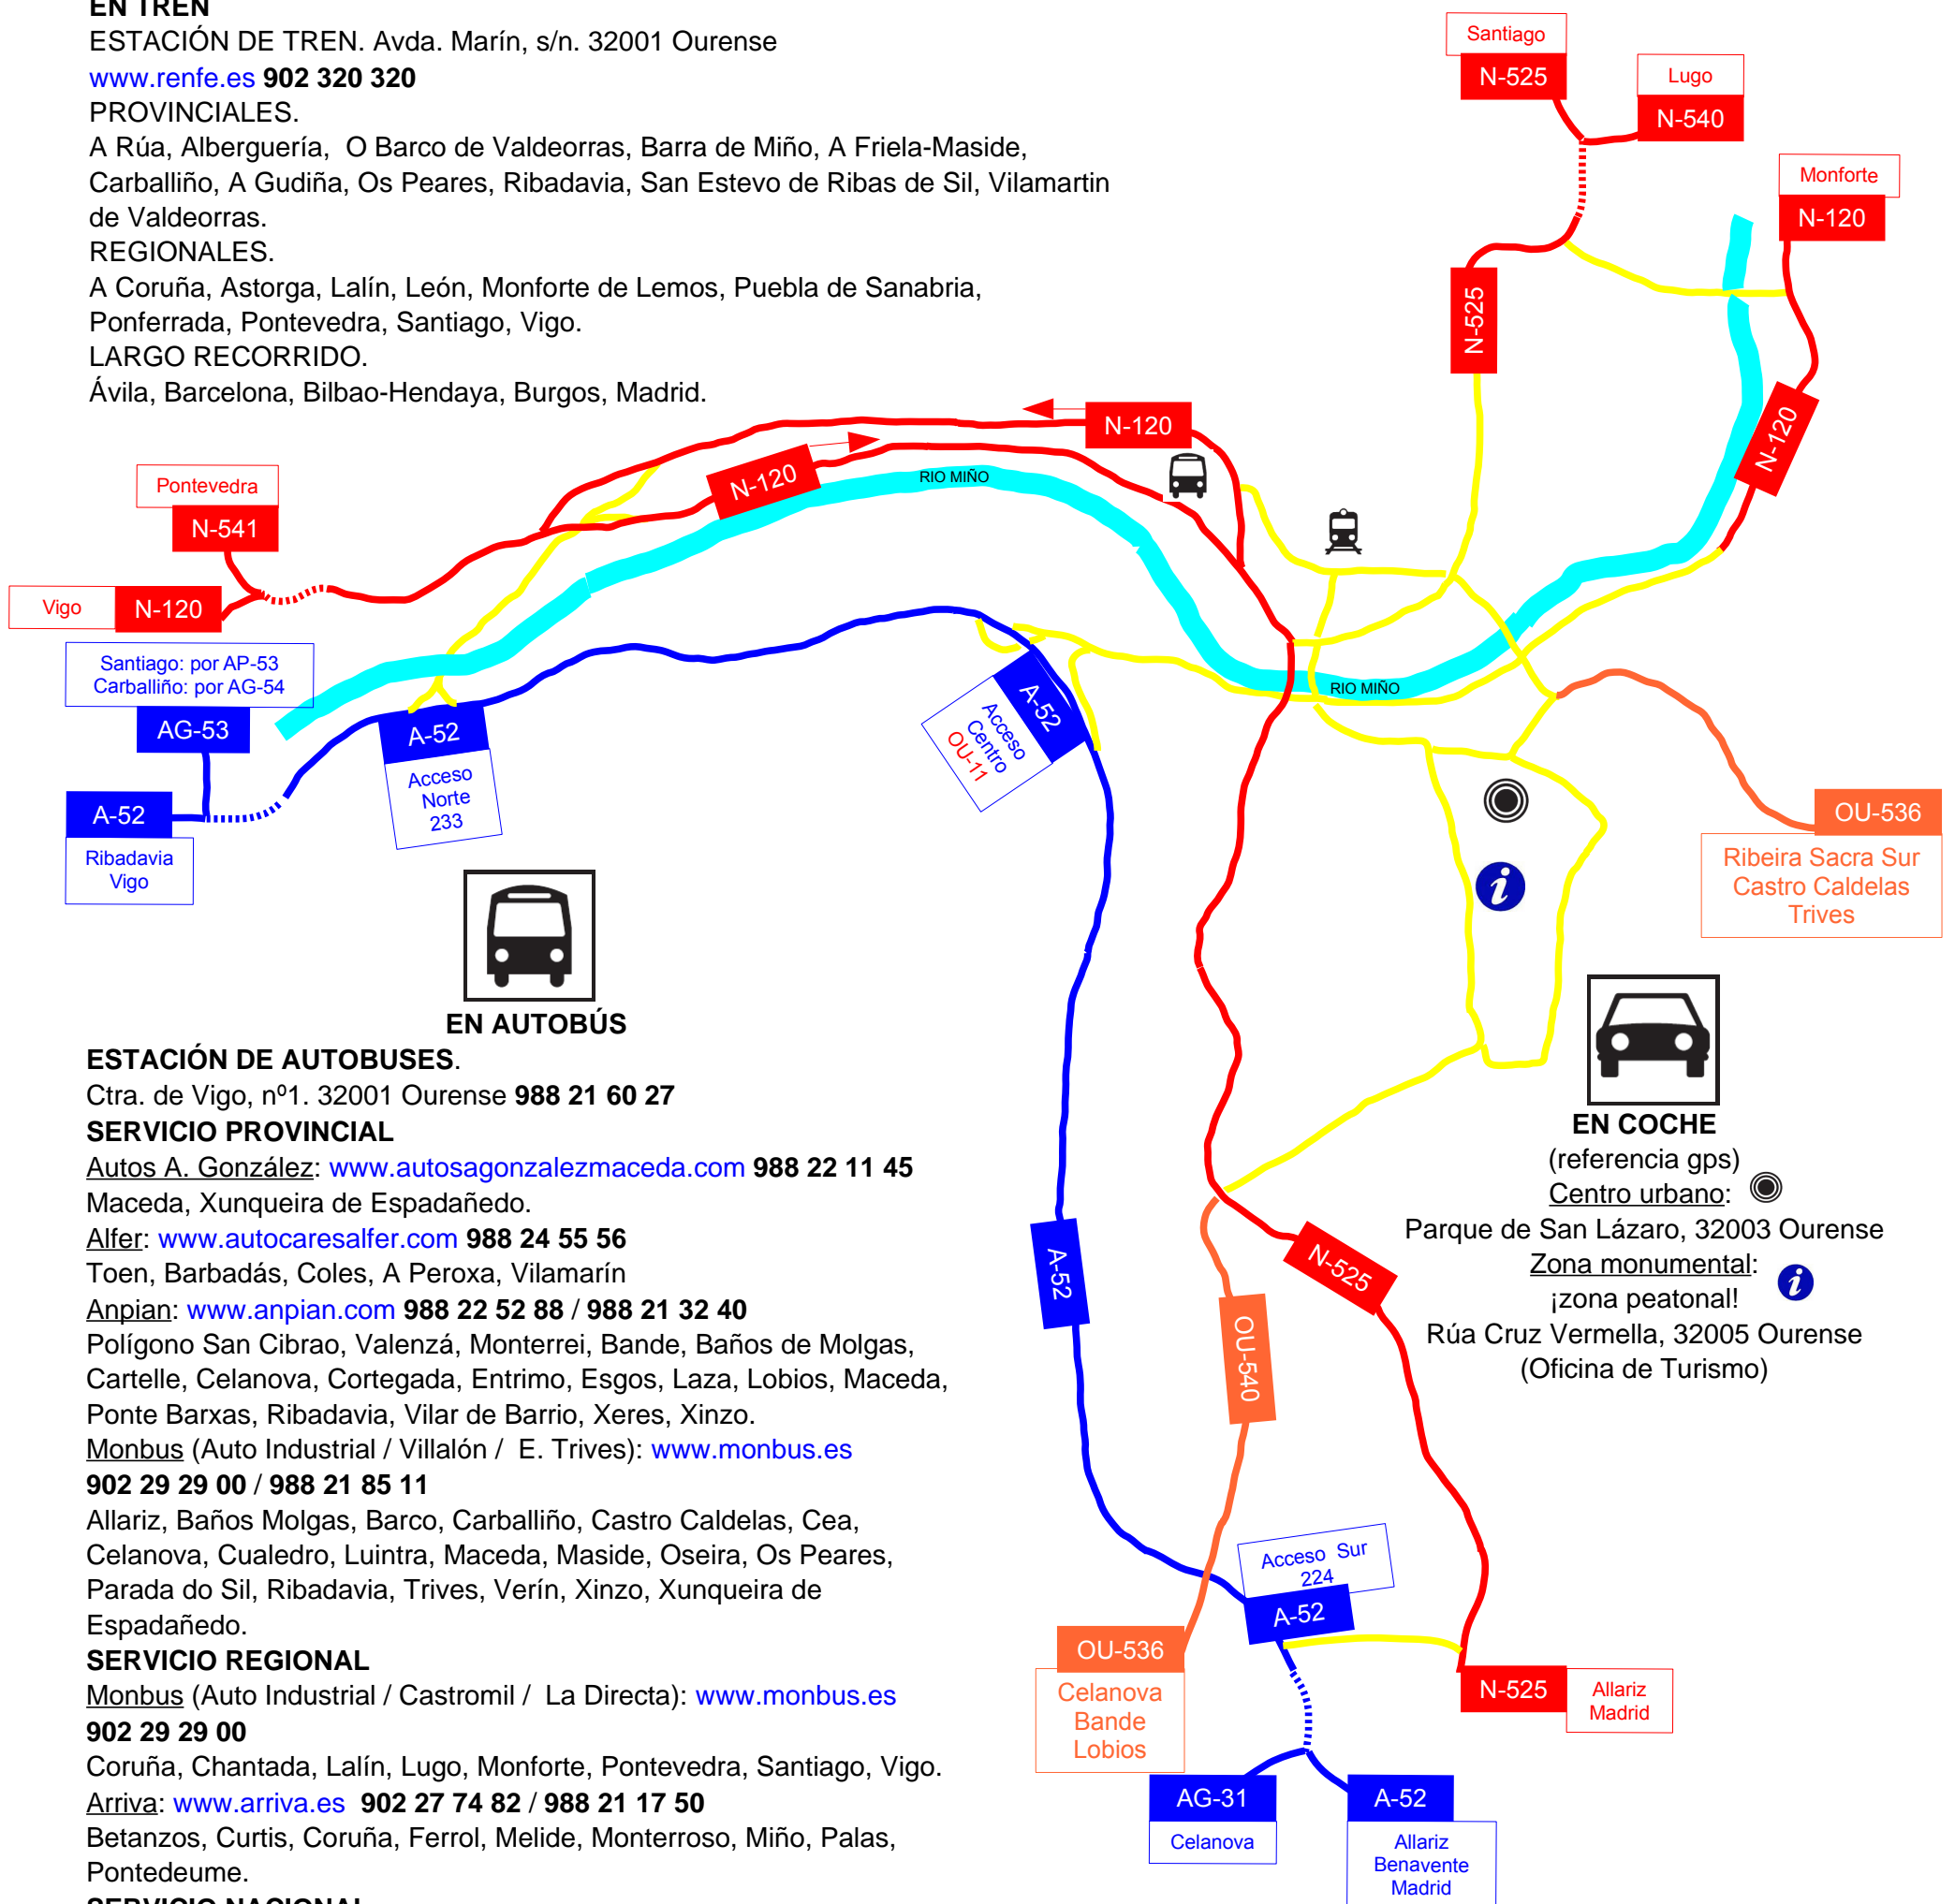 EN TREN
ESTACIÓN DE TREN. Avda. Marín, s/n. 32001 Ourense
www.renfe.es 902 320 320
PROVINCIALES.
A Rúa, Alberguería, O Barco de Valdeorras, Barra de Miño, A Friela-Maside,
Carballiño, A Gudiña, Os Peares, Ribadavia, San Estevo de Ribas de Sil, Vilamartin
de Valdeorras.
REGIONALES.
A Coruña, Astorga, Lalín, León, Monforte de Lemos, Puebla de Sanabria,
Ponferrada, Pontevedra, Santiago, Vigo.
LARGO RECORRIDO.
Ávila, Barcelona, Bilbao-Hendaya, Burgos, Madrid.
Santiago
N-525
Lugo
N-540
Monforte
N-120
N-525
N-120
N-120
N-120
RIO MIÑO
Pontevedra
N-541
Vigo
N-120
Santiago: por AP-53
Carballiño: por AG-54
AG-53
A-52
Ribadavia
Vigo
A-52
Acceso
Norte
233
A-52
Acceso
Centro
OU-11
RIO MIÑO
OU-536
Ribeira Sacra Sur
Castro Caldelas
Trives
EN AUTOBÚS
ESTACIÓN DE AUTOBUSES.
Ctra. de Vigo, nº1. 32001 Ourense 988 21 60 27
SERVICIO PROVINCIAL
Autos A. González: www.autosagonzalezmaceda.com 988 22 11 45
Maceda, Xunqueira de Espadañedo.
Alfer: www.autocaresalfer.com 988 24 55 56
Toen, Barbadás, Coles, A Peroxa, Vilamarín
Anpian: www.anpian.com 988 22 52 88 / 988 21 32 40
Polígono San Cibrao, Valenzá, Monterrei, Bande, Baños de Molgas,
Cartelle, Celanova, Cortegada, Entrimo, Esgos, Laza, Lobios, Maceda,
Ponte Barxas, Ribadavia, Vilar de Barrio, Xeres, Xinzo.
Monbus (Auto Industrial / Villalón / E. Trives): www.monbus.es
902 29 29 00 / 988 21 85 11
Allariz, Baños Molgas, Barco, Carballiño, Castro Caldelas, Cea,
Celanova, Cualedro, Luintra, Maceda, Maside, Oseira, Os Peares,
Parada do Sil, Ribadavia, Trives, Verín, Xinzo, Xunqueira de
Espadañedo.
SERVICIO REGIONAL
Monbus (Auto Industrial / Castromil / La Directa): www.monbus.es
902 29 29 00
Coruña, Chantada, Lalín, Lugo, Monforte, Pontevedra, Santiago, Vigo.
Arriva: www.arriva.es 902 27 74 82 / 988 21 17 50
Betanzos, Curtis, Coruña, Ferrol, Melide, Monterroso, Miño, Palas,
Pontedeume.
SERVICIO NACIONAL
EN COCHE
(referencia gps)
Centro urbano:
Parque de San Lázaro, 32003 Ourense
Zona monumental:
¡zona peatonal!
i
Rúa Cruz Vermella, 32005 Ourense
(Oficina de Turismo)
i
A-52
OU-540
N-525
Acceso Sur
224
A-52
OU-536
Celanova
Bande
Lobios
N-525
Allariz
Madrid
AG-31
Celanova
A-52
Allariz
Benavente
Madrid